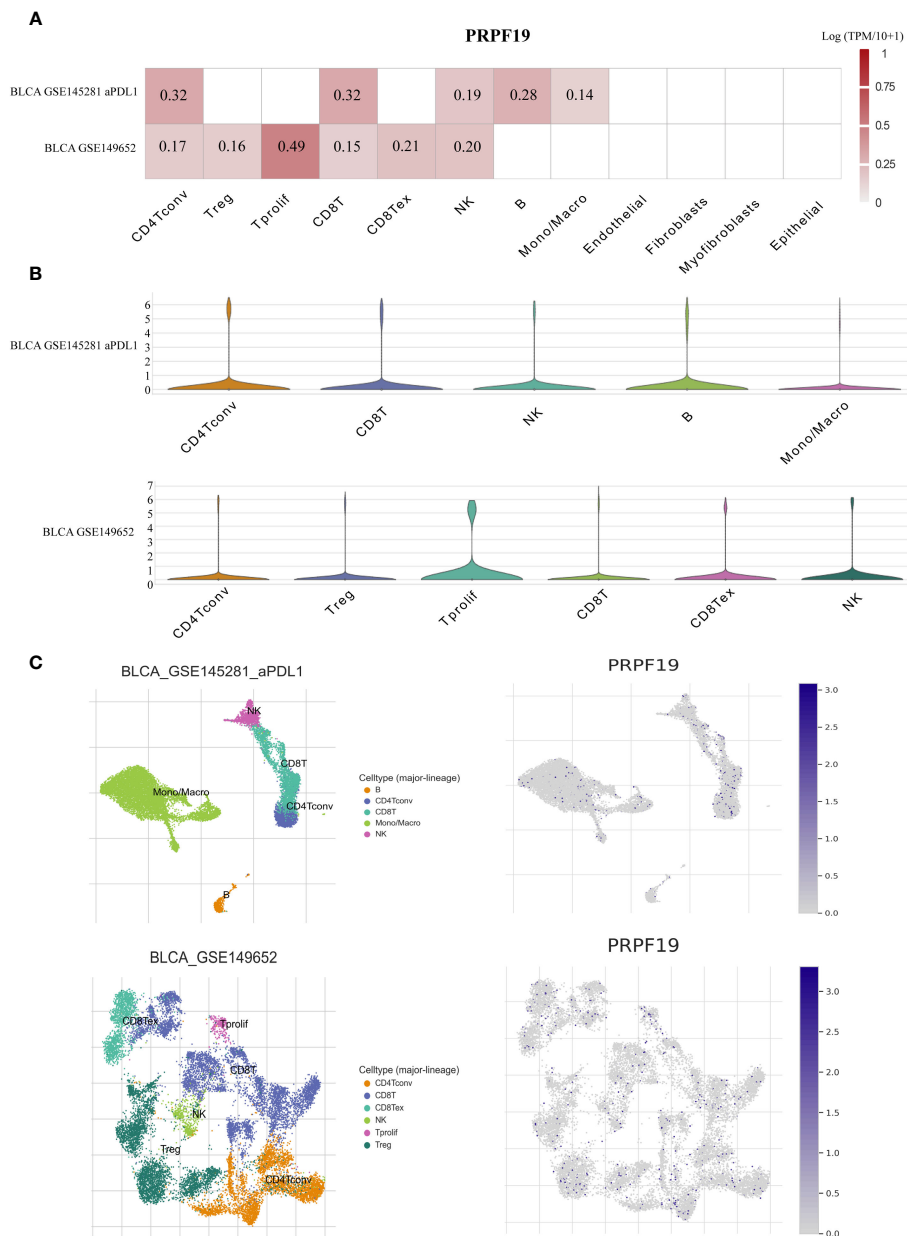 A
PRPF19
Log (TPM/10+1)
BLCA GSE145281 aPDL1
0.32 0.32 0.19 0.28 0.14
BLCA GSE149652
0.17 0.16 0.49 0.15 0.21 0.20
1
0.75
0.5
0.25
0
CD4Tconv Treg Tprolif CD8T CD8Tex NK B Mono/Macro Endothelial Fibroblasts Myofibroblasts Epithelial
B
BLCA GSE145281 aPDL1
6
5
4
3
2
1
0
CD4Tconv CD8T NK B Mono/Macro
BLCA GSE149652
7
6
5
4
3
2
1
0
CD4Tconv Treg Tprolif CD8T CD8Tex NK
C
BLCA_GSE145281_aPDL1
NK
CD8T
Mono/Macro
CD4Tconv
B
Celltype (major-lineage)
B
CD4Tconv
CD8T
Mono/Macro
NK
PRPF19
3.0
2.5
2.0
1.5
1.0
0.5
0.0
BLCA_GSE149652
CD8Tex
Tprolif
CD8T
NK
Treg
CD4Tconv
Celltype (major-lineage)
CD4Tconv
CD8T
CD8Tex
NK
Tprolif
Treg
PRPF19
3.0
2.5
2.0
1.5
1.0
0.5
0.0